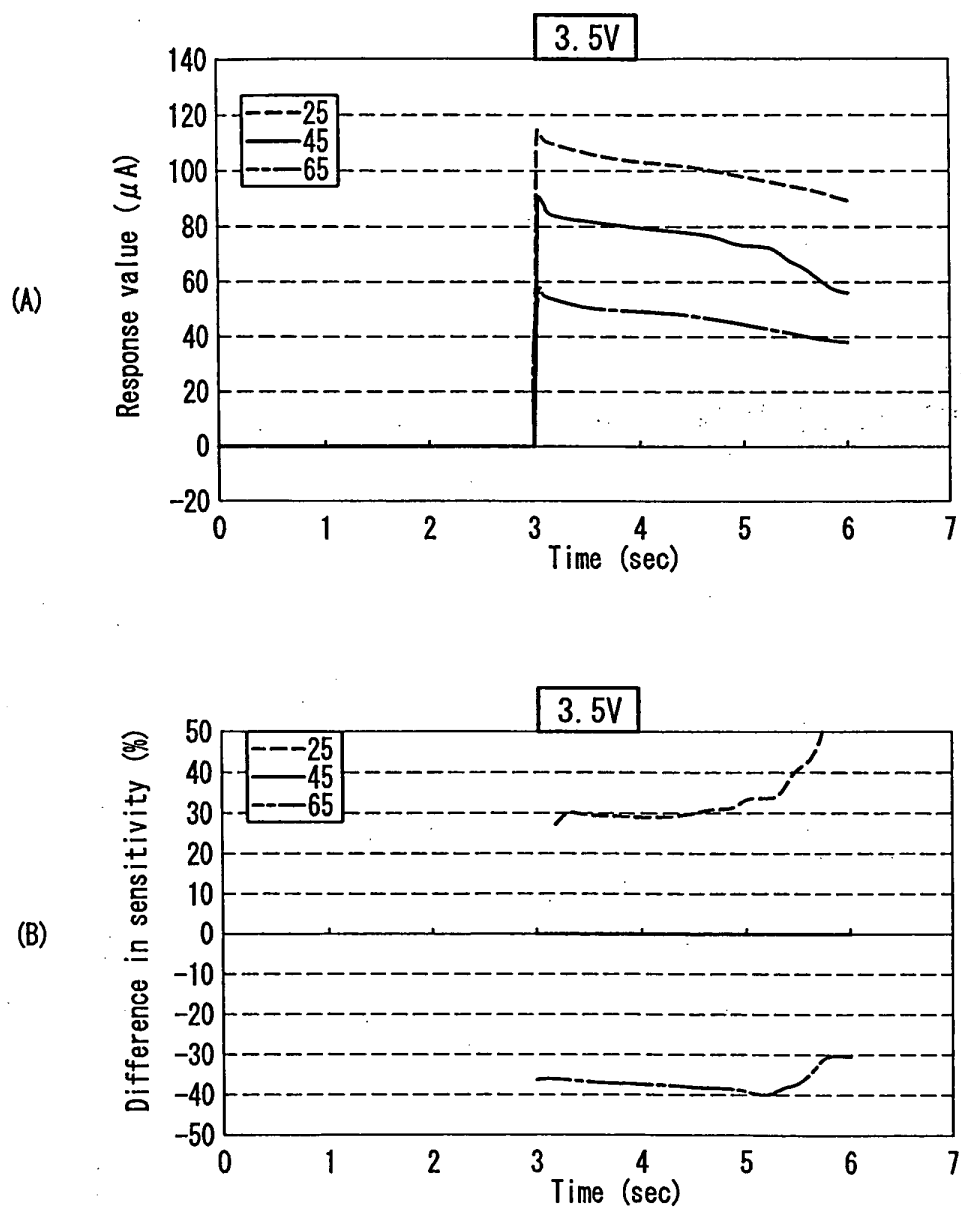 3.5V
140
120
100
80
60
40
20
0
-20
25
45
65
Response value (μA)
(A)
0 1 2 3 4 5 6 7
Time (sec)
3.5V
50
40
30
20
10
0
-10
-20
-30
-40
-50
25
45
65
Difference in sensitivity (%)
(B)
0 1 2 3 4 5 6 7
Time (sec)